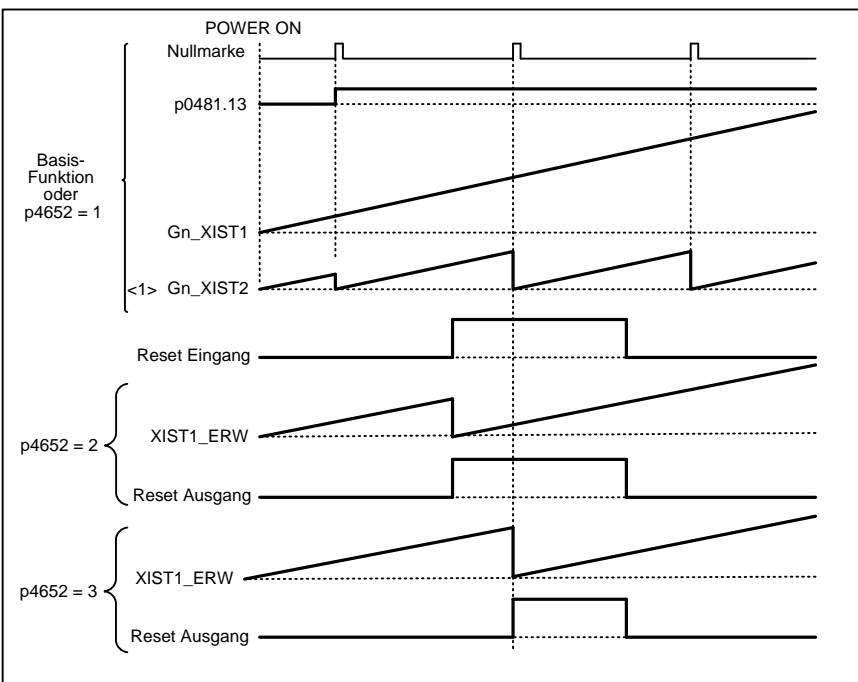 POWER ON
Nullmarke
p0481.13
Basis-
Funktion
oder
p4652 = 1
Gn_XIST1
<1> Gn_XIST2
Reset Eingang
p4652 = 2
XIST1_ERW
Reset Ausgang
p4652 = 3
XIST1_ERW
Reset Ausgang